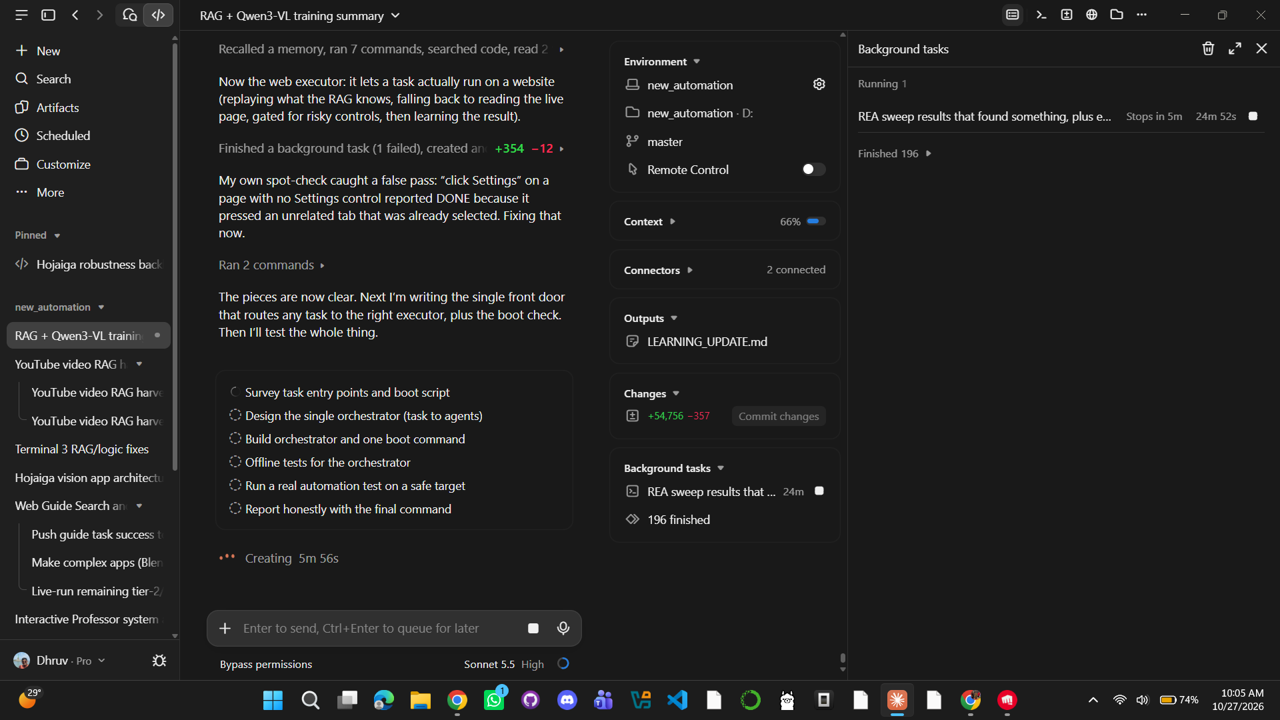 RAG + Qwen3-VL training summary
New
Search
Artifacts
Scheduled
Customize
More
Pinned
Hojaiga robustness back
new_automation
RAG + Qwen3-VL trainin
YouTube video RAG h
YouTube video RAG harve
YouTube video RAG harve
Terminal 3 RAG/logic fixes
Hojaiga vision app architectu
Web Guide Search an
Push guide task success t
Make complex apps (Blen
Live-run remaining tier-2/
Interactive Professor system
Dhruv · Pro
Recalled a memory, ran 7 commands, searched code, read 2
Now the web executor: it lets a task actually run on a website
(replaying what the RAG knows, falling back to reading the live
page, gated for risky controls, then learning the result).
Finished a background task (1 failed), created an +354 −12
My own spot-check caught a false pass: “click Settings” on a
page with no Settings control reported DONE because it
pressed an unrelated tab that was already selected. Fixing that
now.
Ran 2 commands
The pieces are now clear. Next I’m writing the single front door
that routes any task to the right executor, plus the boot check.
Then I’ll test the whole thing.
Survey task entry points and boot script
Design the single orchestrator (task to agents)
Build orchestrator and one boot command
Offline tests for the orchestrator
Run a real automation test on a safe target
Report honestly with the final command
Creating 5m 56s
Enter to send, Ctrl+Enter to queue for later
Bypass permissions
Sonnet 5.5 High
Environment
new_automation
new_automation · D:
master
Remote Control
Context 66%
Connectors 2 connected
Outputs
LEARNING_UPDATE.md
Changes
+54,756 −357 Commit changes
Background tasks
REA sweep results that ... 24m
196 finished
Background tasks
Running 1
REA sweep results that found something, plus e... Stops in 5m 24m 52s
Finished 196
29°
1
74%
10:05 AM
10/27/2026